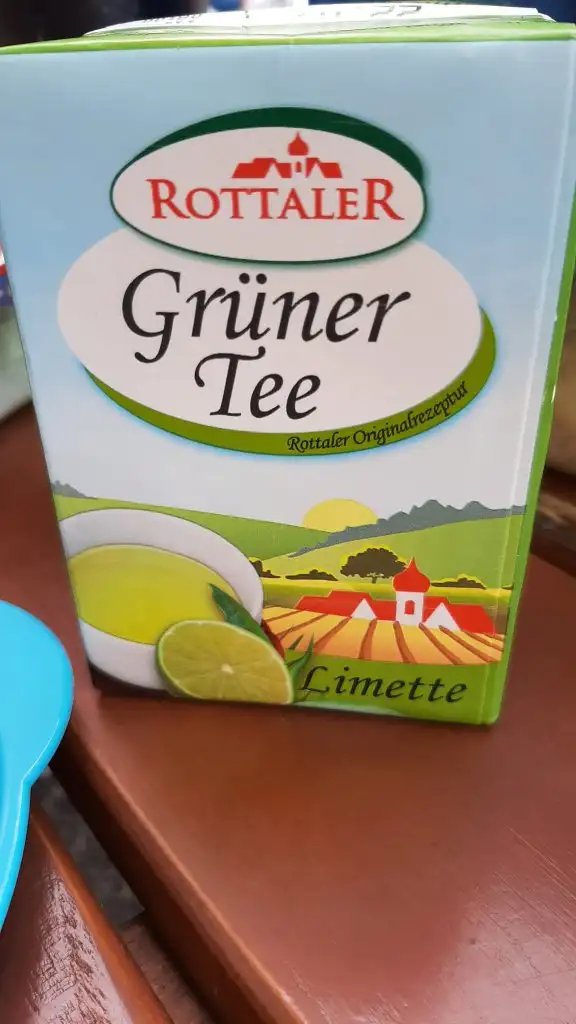 ROTTALER
Grüner
Tee
Rottaler Originalrezeptur
Limette